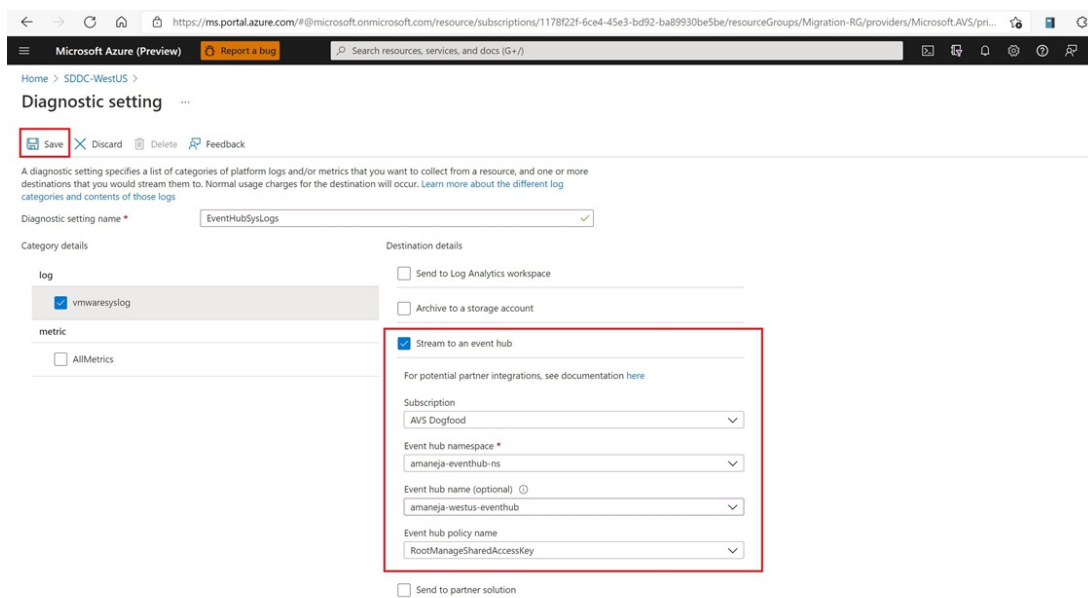 https://ms.portal.azure.com/#@microsoft.onmicrosoft.com/resource/subscriptions/1178f22f-6ce4-45e3-bd92-ba89930be5be/resourceGroups/Migration-RG/providers/Microsoft.AVS/pri...
Microsoft Azure (Preview) Report a bug Search resources, services, and docs (G+/)
Home > SDDC-WestUS >
Diagnostic setting ...
Save Discard Delete Feedback
A diagnostic setting specifies a list of categories of platform logs and/or metrics that you want to collect from a resource, and one or more
destinations that you would stream them to. Normal usage charges for the destination will occur. Learn more about the different log
categories and contents of those logs
Diagnostic setting name * EventHubSysLogs
Category details
log
vmwaresyslog
metric
AllMetrics
Destination details
Send to Log Analytics workspace
Archive to a storage account
Stream to an event hub
For potential partner integrations, see documentation here
Subscription
AVS Dogfood
Event hub namespace *
amaneja-eventhub-ns
Event hub name (optional)
amaneja-westus-eventhub
Event hub policy name
RootManageSharedAccessKey
Send to partner solution